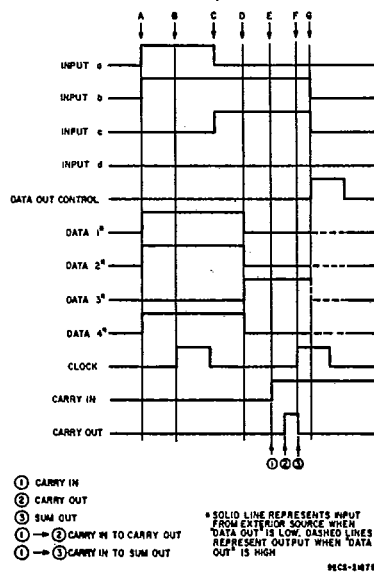 A B C D E F G
INPUT a
INPUT b
INPUT c
INPUT d
DATA OUT CONTROL
DATA 1*
DATA 2*
DATA 3*
DATA 4*
CLOCK
CARRY IN
CARRY OUT
① ② ③
① CARRY IN
② CARRY OUT
③ SUM OUT
① → ② CARRY IN TO CARRY OUT
① → ③ CARRY IN TO SUM OUT
* SOLID LINE REPRESENTS INPUT
FROM EXTERIOR SOURCE WHEN
"DATA OUT" IS LOW. DASHED LINES
REPRESENT OUTPUT WHEN "DATA
OUT" IS HIGH